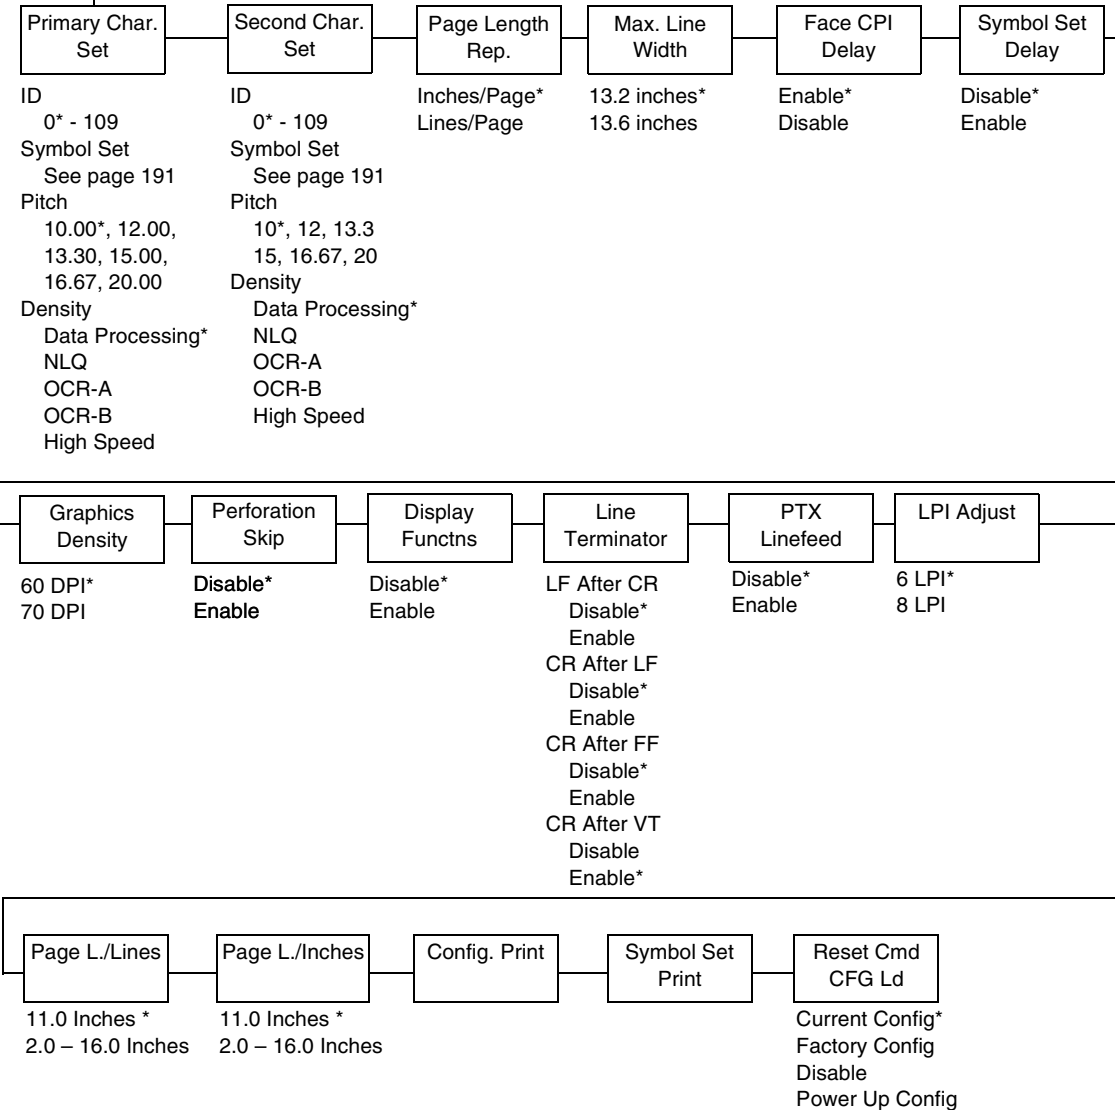 Primary Char.
Set
ID
0* - 109
Symbol Set
See page 191
Pitch
10.00*, 12.00,
13.30, 15.00,
16.67, 20.00
Density
Data Processing*
NLQ
OCR-A
OCR-B
High Speed
Second Char.
Set
ID
0* - 109
Symbol Set
See page 191
Pitch
10*, 12, 13.3
15, 16.67, 20
Density
Data Processing*
NLQ
OCR-A
OCR-B
High Speed
Page Length
Rep.
Inches/Page*
Lines/Page
Max. Line
Width
13.2 inches*
13.6 inches
Face CPI
Delay
Enable*
Disable
Symbol Set
Delay
Disable*
Enable
Graphics
Density
60 DPI*
70 DPI
Perforation
Skip
Disable*
Enable
Display
Functns
Disable*
Enable
Line
Terminator
LF After CR
Disable*
Enable
CR After LF
Disable*
Enable
CR After FF
Disable*
Enable
CR After VT
Disable
Enable*
PTX
Linefeed
Disable*
Enable
LPI Adjust
6 LPI*
8 LPI
Page L./Lines
11.0 Inches *
2.0 – 16.0 Inches
Page L./Inches
11.0 Inches *
2.0 – 16.0 Inches
Config. Print
Symbol Set
Print
Reset Cmd
CFG Ld
Current Config*
Factory Config
Disable
Power Up Config